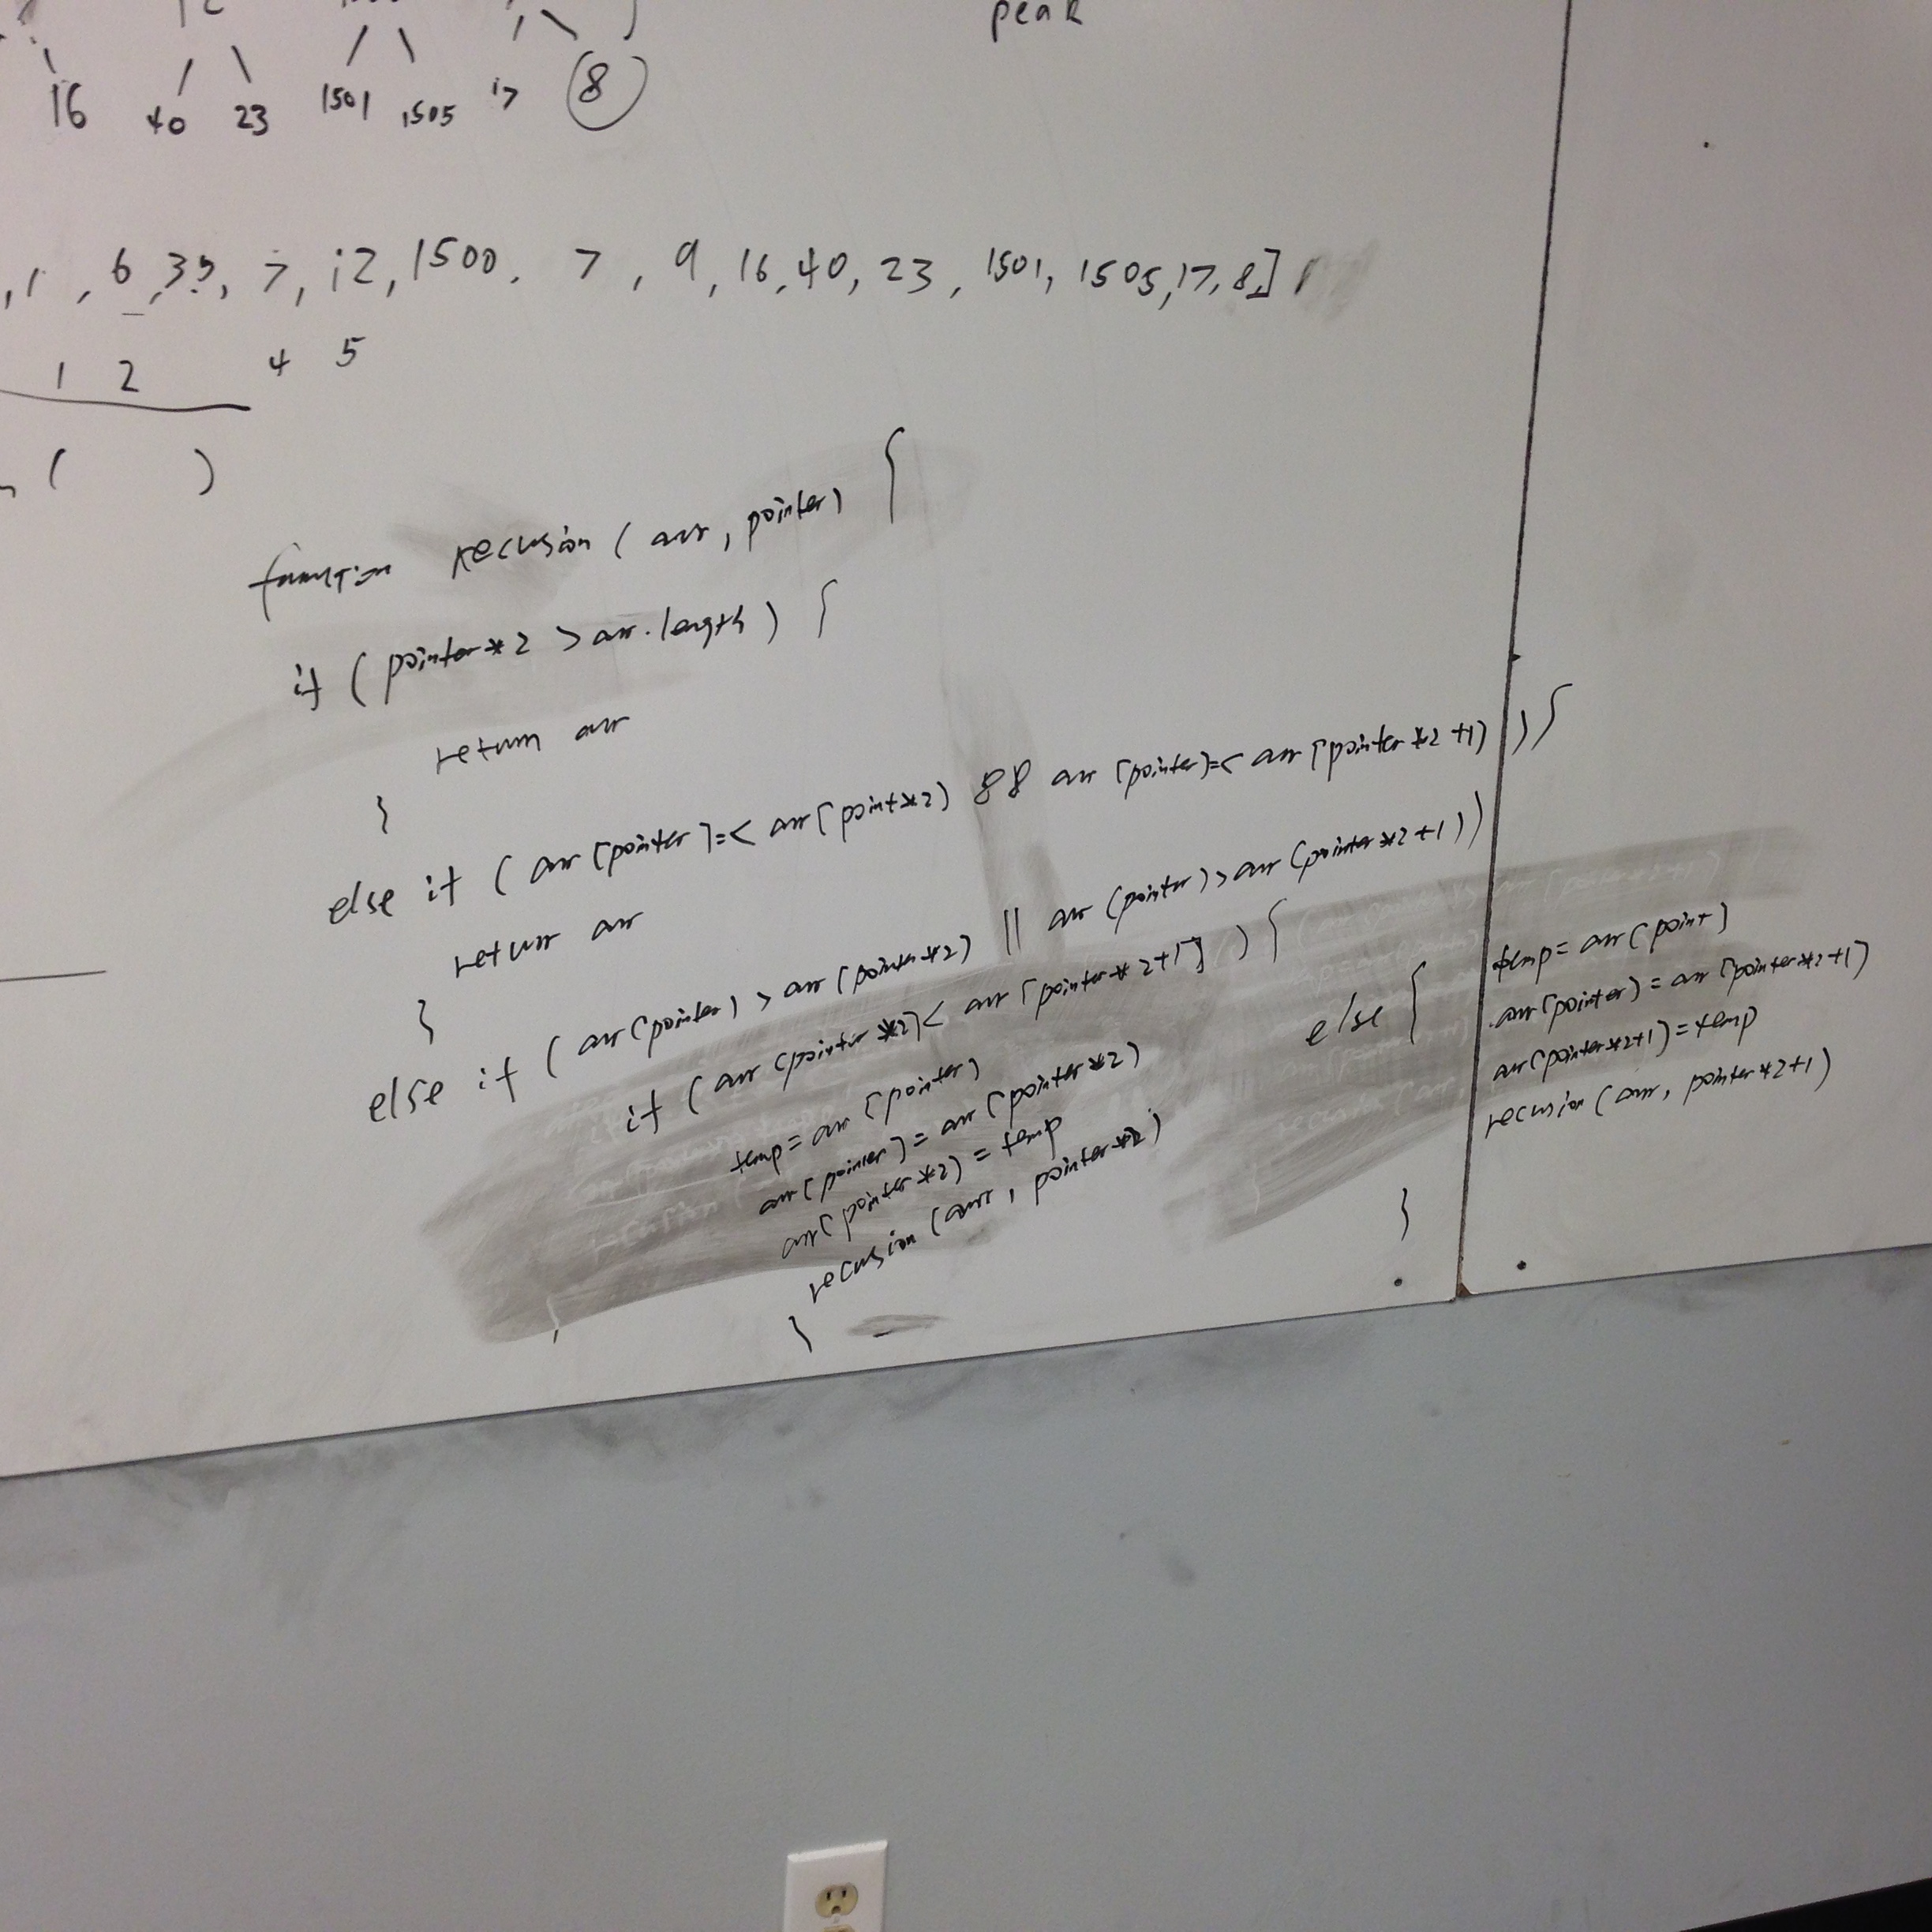 peak
16 40 23 1501 1505 17 8
,1, 6, 35, 7, 12, 1500, 7, 9, 16, 40, 23, 1501, 1505, 17, 8,]
1 2 4 5
( )
function recusion ( arr, pointer) {
if ( pointer*2 > arr.length ) {
return arr
}
else if ( arr [pointer]=< arr[point*2] && arr [pointer]=< arr [pointer*2+1] ) {
return arr
}
else if ( arr[pointer] > arr[pointer*2] || arr [pointer] > arr [pointer*2+1] )
if ( arr [pointer*2] < arr [pointer*2+1] ) {
temp = arr [pointer]
arr[pointer] = arr [pointer*2]
arr[pointer*2] = temp
recusion (arr, pointer*2)
}
else {
temp = arr[point]
arr[pointer] = arr [pointer*2+1]
arr[pointer*2+1] = temp
recusion (arr, pointer*2+1)
}